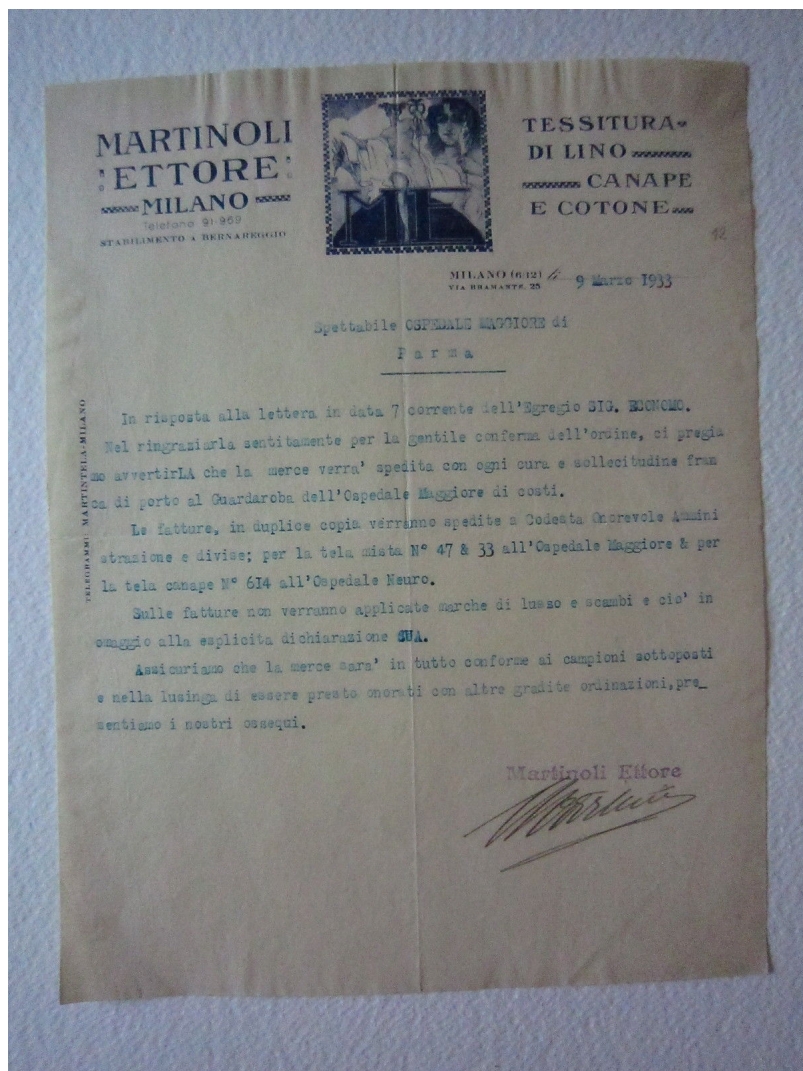 MARTINOLI
ETTORE
MILANO
Telefono 91-969
STABILIMENTO A BERNAREGGIO
ME
TESSITURA
DI LINO
CANAPE
E COTONE
12
MILANO (6/12) li 9 Marzo 1933
VIA BRAMANTE, 25
Spettabile OSPEDALE MAGGIORE di
Parma
TELEGRAMMI MARTINTELA-MILANO
In risposta alla lettera in data 7 corrente dell'Egregio SIG. ECONOMO.
Nel ringraziarla sentitamente per la gentile conferma dell'ordine, ci pregia
mo avvertirLA che la merce verra' spedita con ogni cura e sollecitudine fran
ca di porto al Guardaroba dell'Ospedale Maggiore di costi.
Le fatture, in duplice copia verranno spedite a Codesta Onorevole Ammini
strazione e divise; per la tela mista N° 47 & 33 all'Ospedale Maggiore & per
la tela canape N° 614 all'Ospedale Neuro.
Sulle fatture non verranno applicate marche di lusso e scambi e cio' in
omaggio alla esplicita dichiarazione SUA.
Assicuriamo che la merce sara' in tutto conforme ai campioni sottoposti
e nella lusinga di essere presto onorati con altre gradite ordinazioni, pre_
sentiamo i nostri ossequi.
Martinoli Ettore